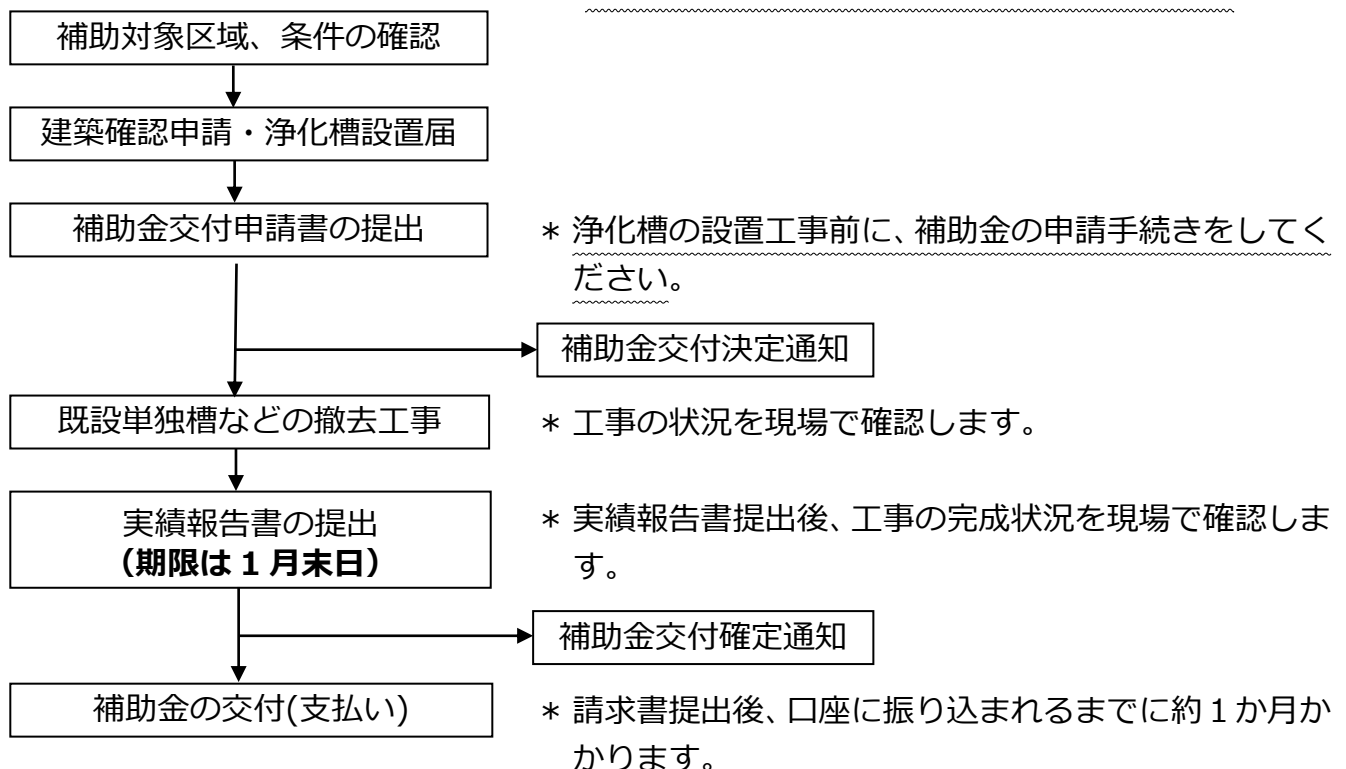 補助対象区域、条件の確認
建築確認申請・浄化槽設置届
補助金交付申請書の提出
＊ 浄化槽の設置工事前に、補助金の申請手続きをしてく
ださい。
補助金交付決定通知
既設単独槽などの撤去工事
＊ 工事の状況を現場で確認します。
実績報告書の提出
（期限は 1 月末日）
＊ 実績報告書提出後、工事の完成状況を現場で確認しま
す。
補助金交付確定通知
補助金の交付(支払い)
＊ 請求書提出後、口座に振り込まれるまでに約１か月か
かります。